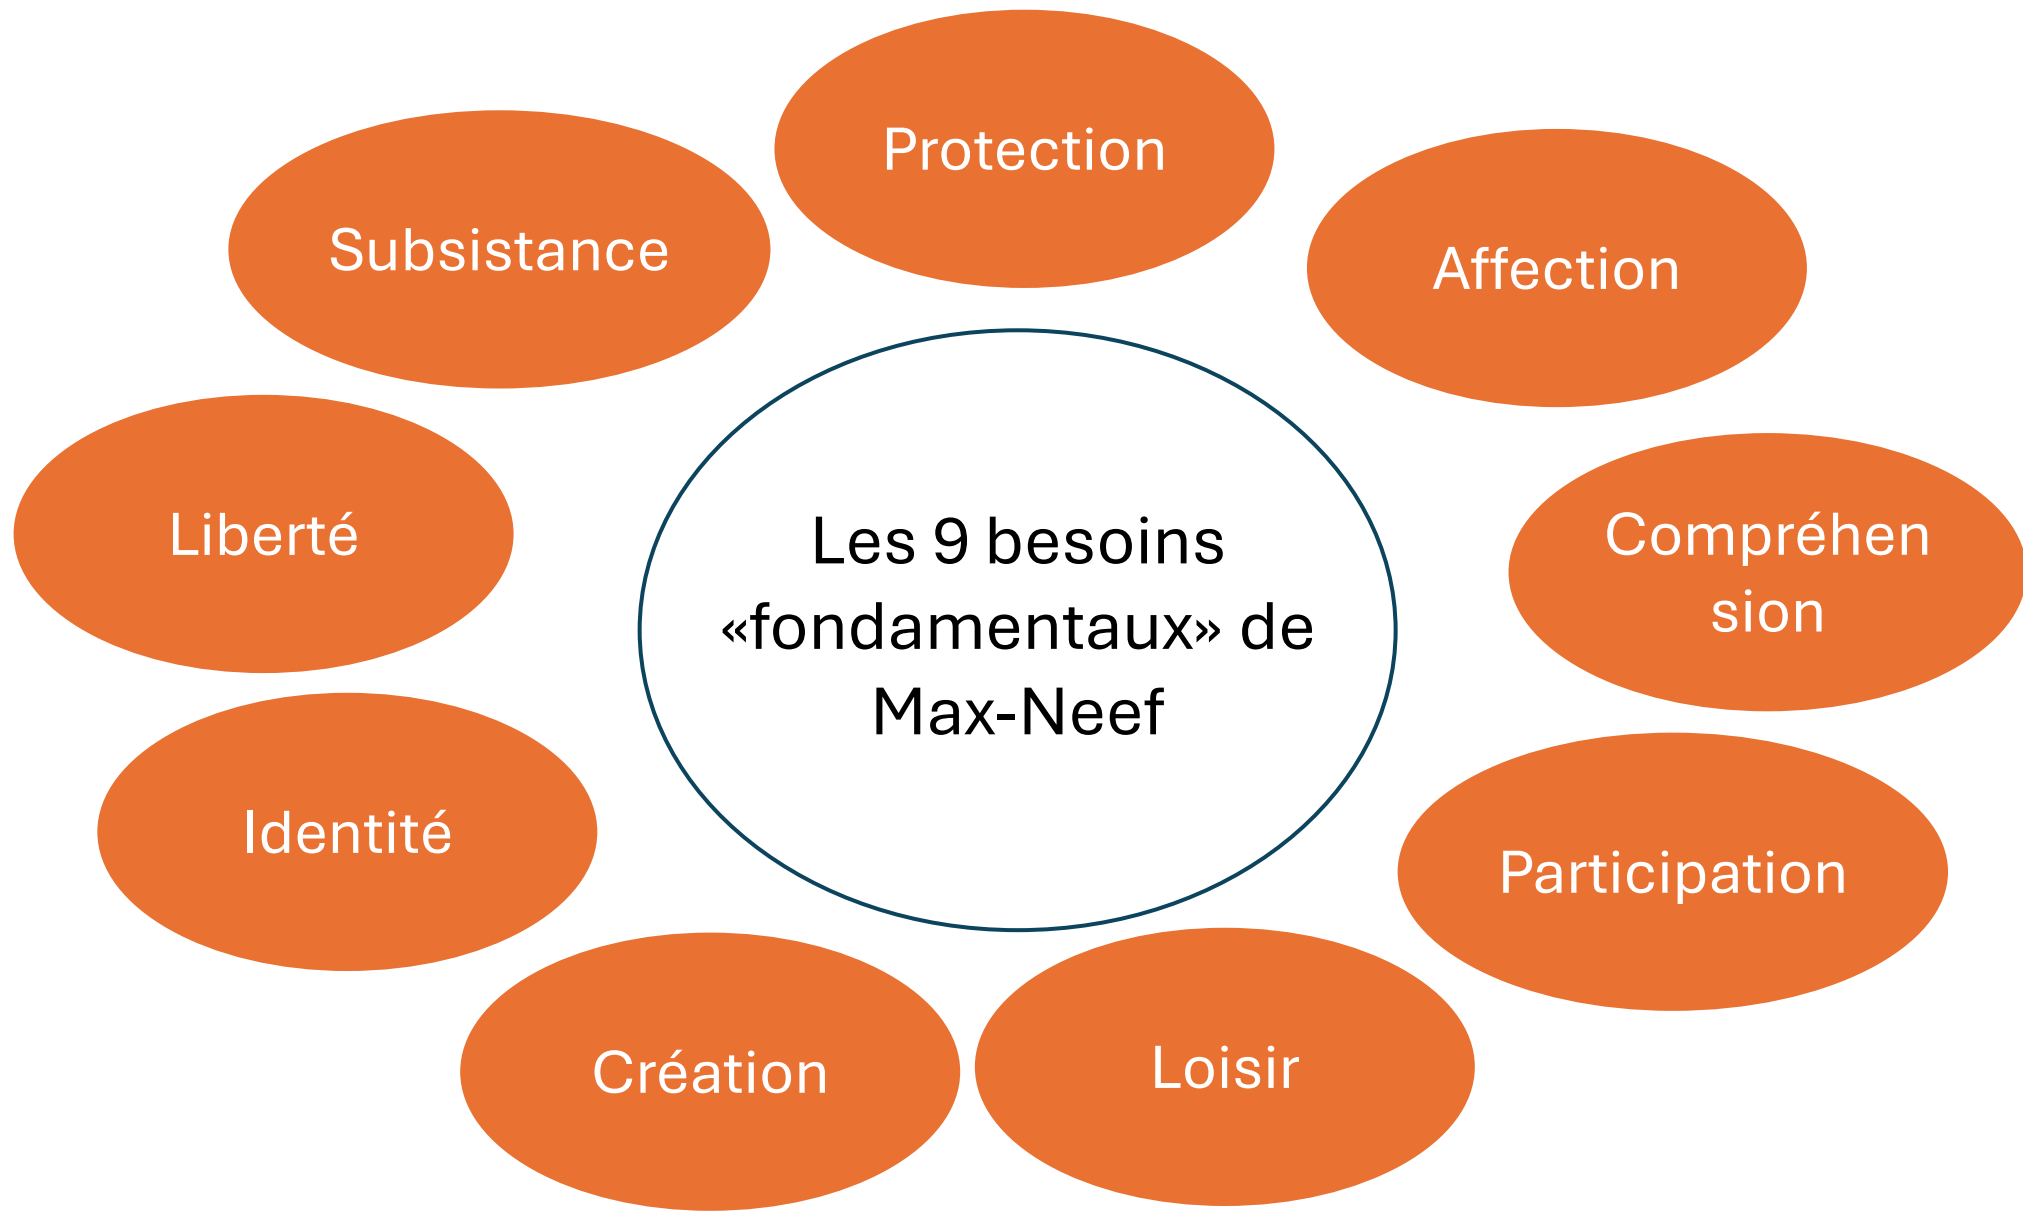 Protection
Subsistance
Affection
Liberté
Compréhen
sion
Les 9 besoins
«fondamentaux» de
Max-Neef
Identité
Participation
Création
Loisir